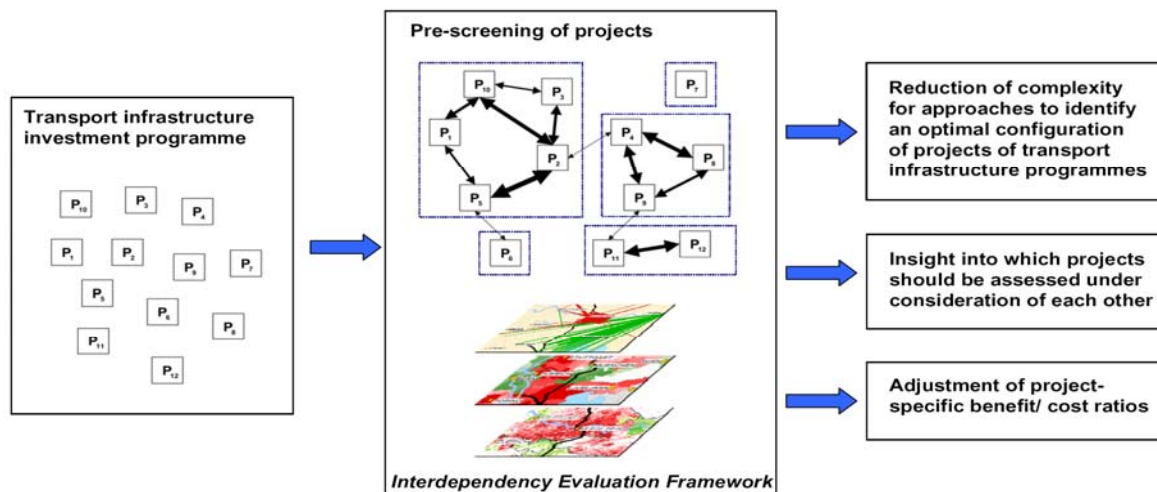 Transport infrastructure
investment programme
P10
P3
P4
P1
P2
P9
P7
P5
P6
P8
P11
P12
Pre-screening of projects
P10
P3
P7
P1
P2
P4
P8
P5
P9
P6
P11
P12
Interdependency Evaluation Framework
Reduction of complexity
for approaches to identify
an optimal configuration
of projects of transport
infrastructure programmes
Insight into which projects
should be assessed under
consideration of each other
Adjustment of project-
specific benefit/ cost ratios